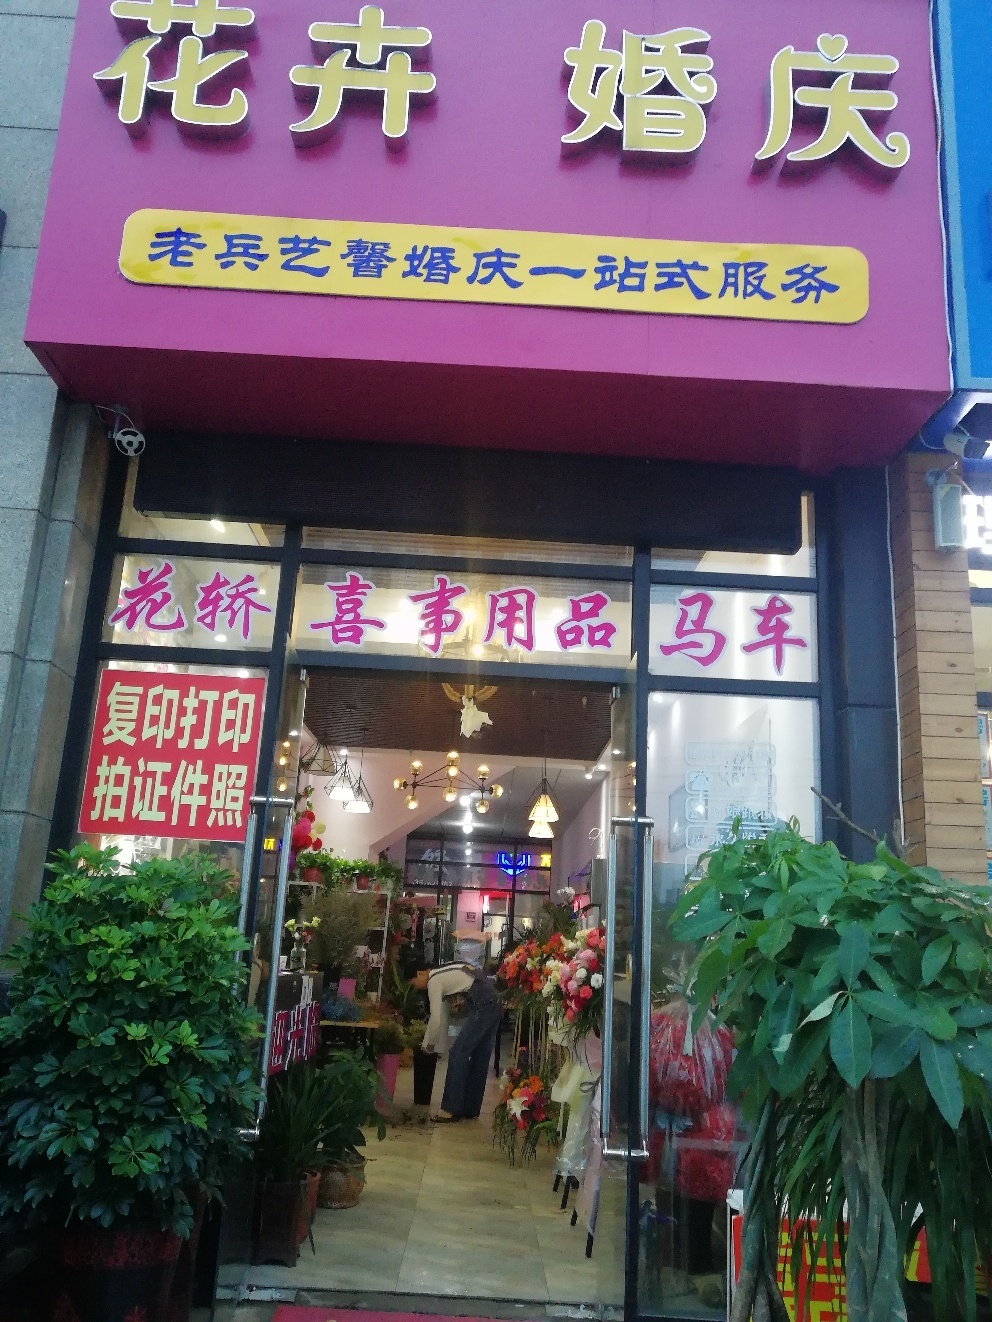 花卉 婚庆
老兵艺馨婚庆一站式服务
花轿 喜事用品 马车
复印打印
拍证件照